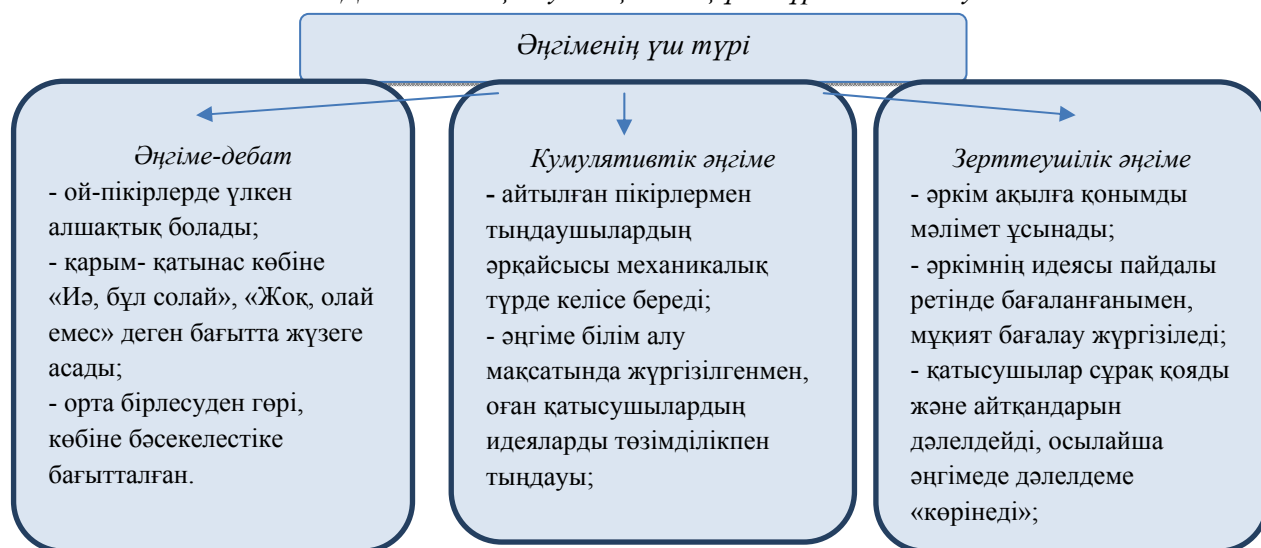 Әңгіменің үш түрі
Әңгіме-дебат
- ой-пікірлерде үлкен
алшақтық болады;
- қарым- қатынас көбіне
«Иә, бұл солай», «Жоқ, олай
емес» деген бағытта жүзеге
асады;
- орта бірлесуден гөрі,
көбіне бәсекелестіке
бағытталған.
Кумулятивтік әңгіме
- айтылған пікірлермен
тыңдаушылардың
әрқайсысы механикалық
түрде келісе береді;
- әңгіме білім алу
мақсатында жүргізілгенмен,
оған қатысушылардың
идеяларды төзімділікпен
тыңдауы;
Зерттеушілік әңгіме
- әркім ақылға қонымды
мәлімет ұсынады;
- әркімнің идеясы пайдалы
ретінде бағаланғанымен,
мұқият бағалау жүргізіледі;
- қатысушылар сұрақ қояды
және айтқандарын
дәлелдейді, осылайша
әңгімеде дәлелдеме
«көрінеді»;